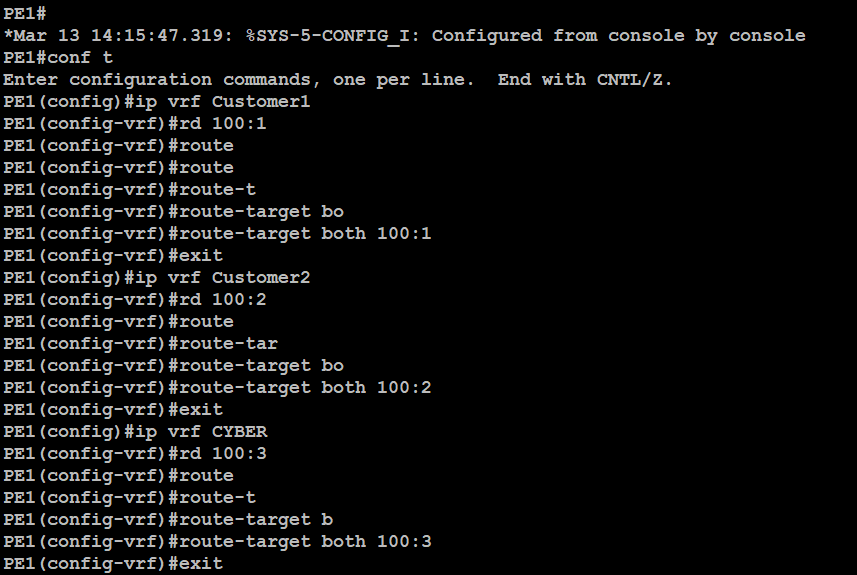 PE1#
*Mar 13 14:15:47.319: %SYS-5-CONFIG_I: Configured from console by console
PE1#conf t
Enter configuration commands, one per line.  End with CNTL/Z.
PE1(config)#ip vrf Customer1
PE1(config-vrf)#rd 100:1
PE1(config-vrf)#route
PE1(config-vrf)#route
PE1(config-vrf)#route-t
PE1(config-vrf)#route-target bo
PE1(config-vrf)#route-target both 100:1
PE1(config-vrf)#exit
PE1(config)#ip vrf Customer2
PE1(config-vrf)#rd 100:2
PE1(config-vrf)#route
PE1(config-vrf)#route-tar
PE1(config-vrf)#route-target bo
PE1(config-vrf)#route-target both 100:2
PE1(config-vrf)#exit
PE1(config)#ip vrf CYBER
PE1(config-vrf)#rd 100:3
PE1(config-vrf)#route
PE1(config-vrf)#route-t
PE1(config-vrf)#route-target b
PE1(config-vrf)#route-target both 100:3
PE1(config-vrf)#exit